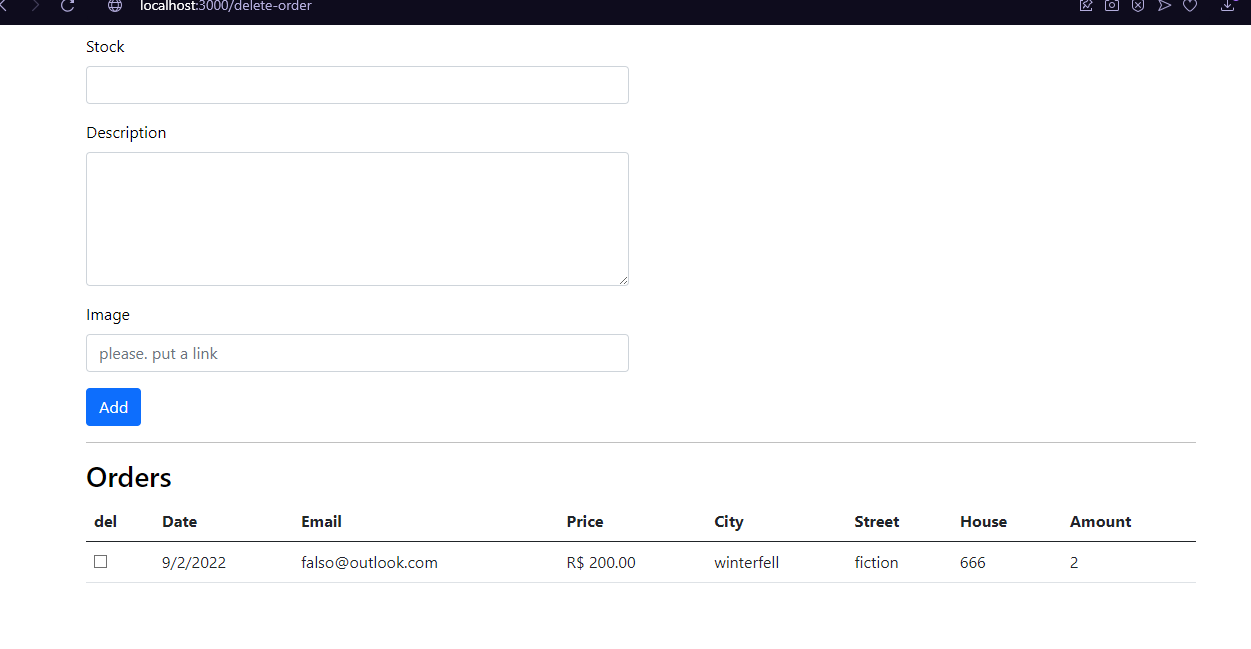 localhost:3000/delete-order
Stock
Description
Image
please. put a link
Add
Orders
del Date Email Price City Street House Amount
9/2/2022 falso@outlook.com R$ 200.00 winterfell fiction 666 2